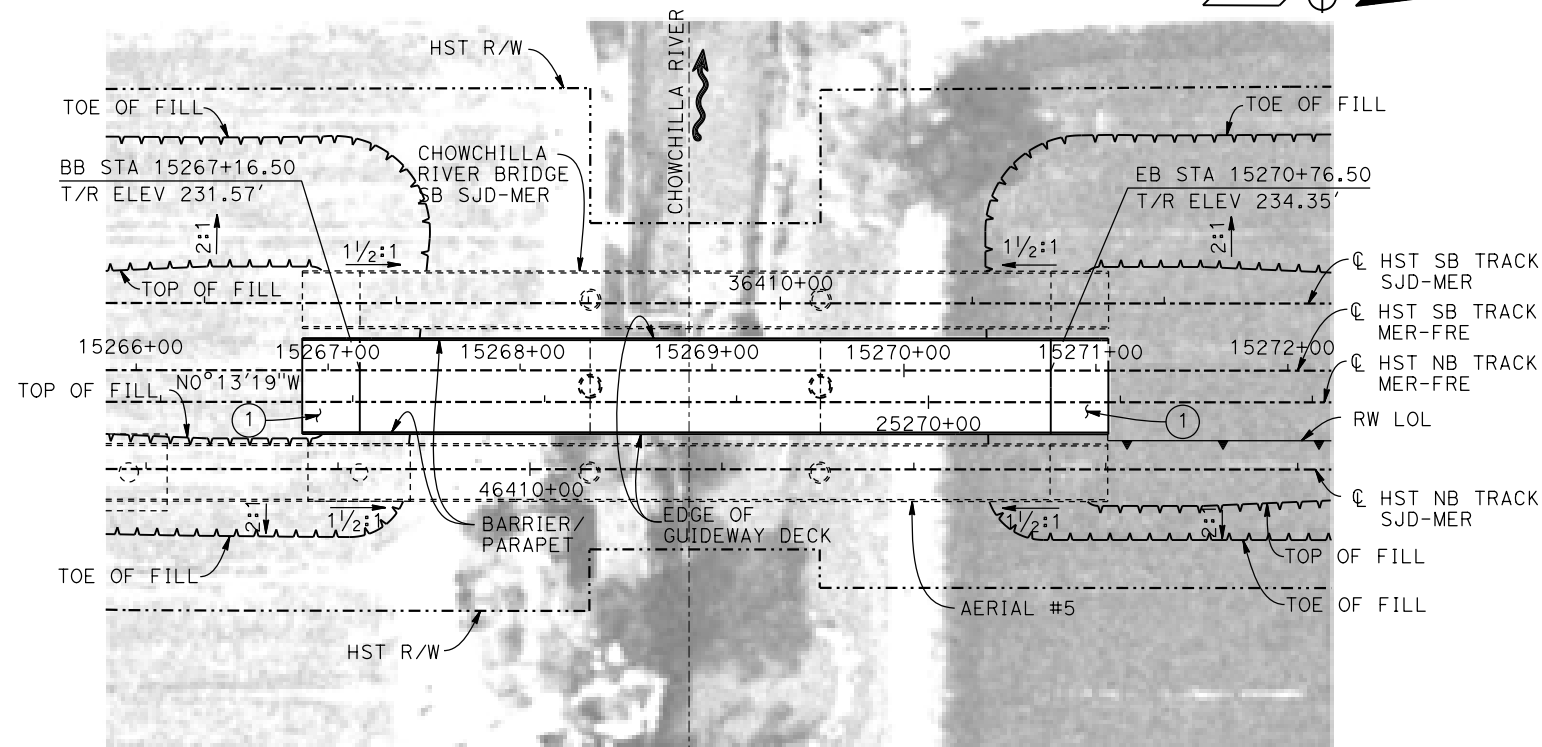 HST R/W
CHOWCHILLA RIVER
TOE OF FILL
TOE OF FILL
CHOWCHILLA
RIVER BRIDGE
SB SJD-MER
BB STA 15267+16.50
T/R ELEV 231.57'
EB STA 15270+76.50
T/R ELEV 234.35'
2:1
1½:1
1½:1
2:1
TOP OF FILL
36410+00
℄ HST SB TRACK
SJD-MER
℄ HST SB TRACK
MER-FRE
15266+00
15267+00
15268+00
15269+00
15270+00
15271+00
15272+00
℄ HST NB TRACK
MER-FRE
TOP OF FILL
N0°13'19"W
1
25270+00
1
RW LOL
46410+00
℄ HST NB TRACK
SJD-MER
2:1
1½:1
BARRIER/
PARAPET
EDGE OF
GUIDEWAY DECK
1½:1
2:1
TOP OF FILL
TOE OF FILL
AERIAL #5
TOE OF FILL
HST R/W